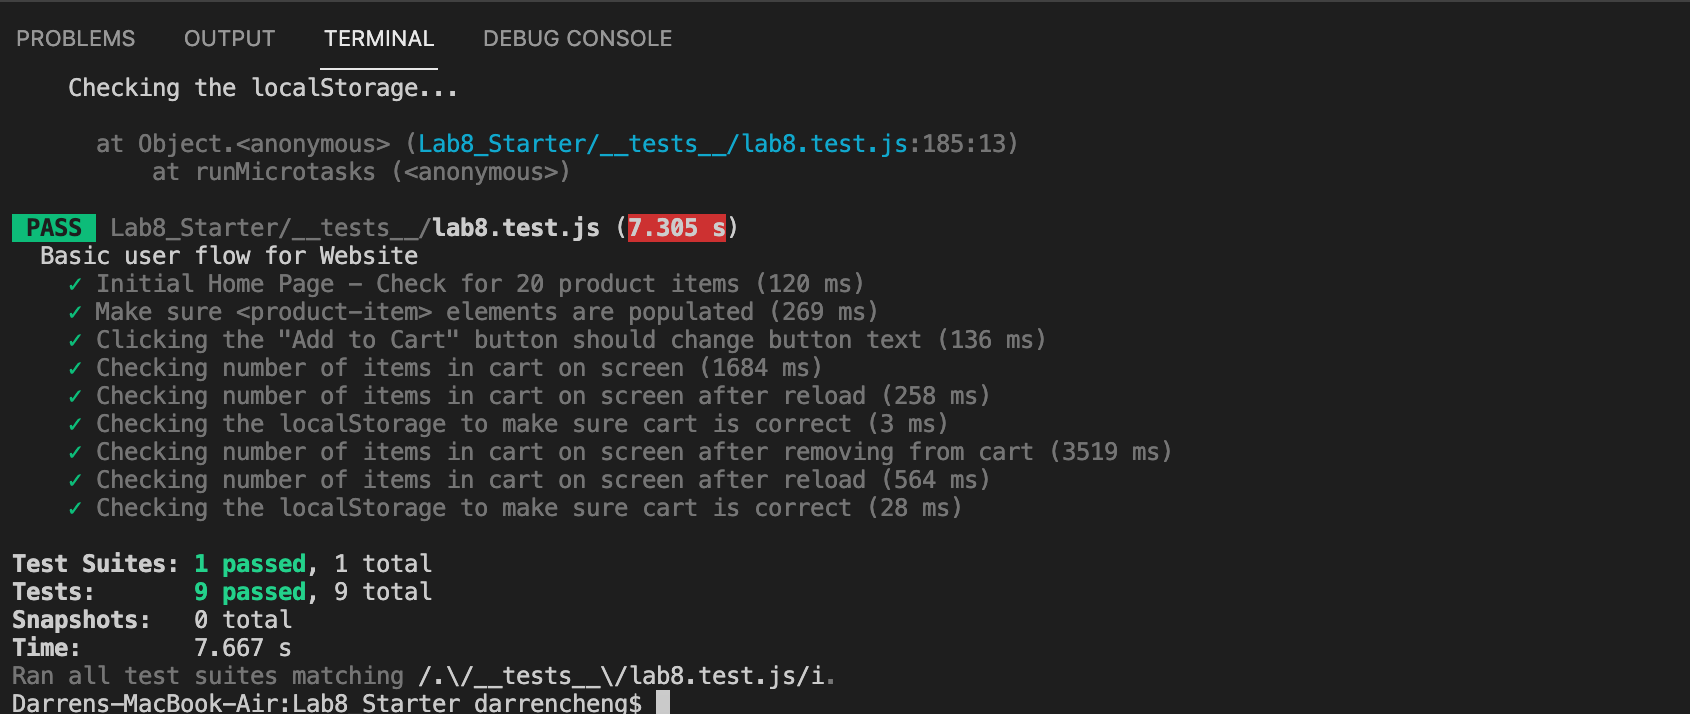 PROBLEMS OUTPUT TERMINAL DEBUG CONSOLE
Checking the localStorage...
at Object.<anonymous> (Lab8_Starter/__tests__/lab8.test.js:185:13)
at runMicrotasks (<anonymous>)
PASS Lab8_Starter/__tests__/lab8.test.js (7.305 s)
Basic user flow for Website
✓ Initial Home Page – Check for 20 product items (120 ms)
✓ Make sure <product-item> elements are populated (269 ms)
✓ Clicking the "Add to Cart" button should change button text (136 ms)
✓ Checking number of items in cart on screen (1684 ms)
✓ Checking number of items in cart on screen after reload (258 ms)
✓ Checking the localStorage to make sure cart is correct (3 ms)
✓ Checking number of items in cart on screen after removing from cart (3519 ms)
✓ Checking number of items in cart on screen after reload (564 ms)
✓ Checking the localStorage to make sure cart is correct (28 ms)
Test Suites: 1 passed, 1 total
Tests: 9 passed, 9 total
Snapshots: 0 total
Time: 7.667 s
Ran all test suites matching /.\/__tests__\/lab8.test.js/i.
Darrens-MacBook-Air:Lab8_Starter darrencheng$